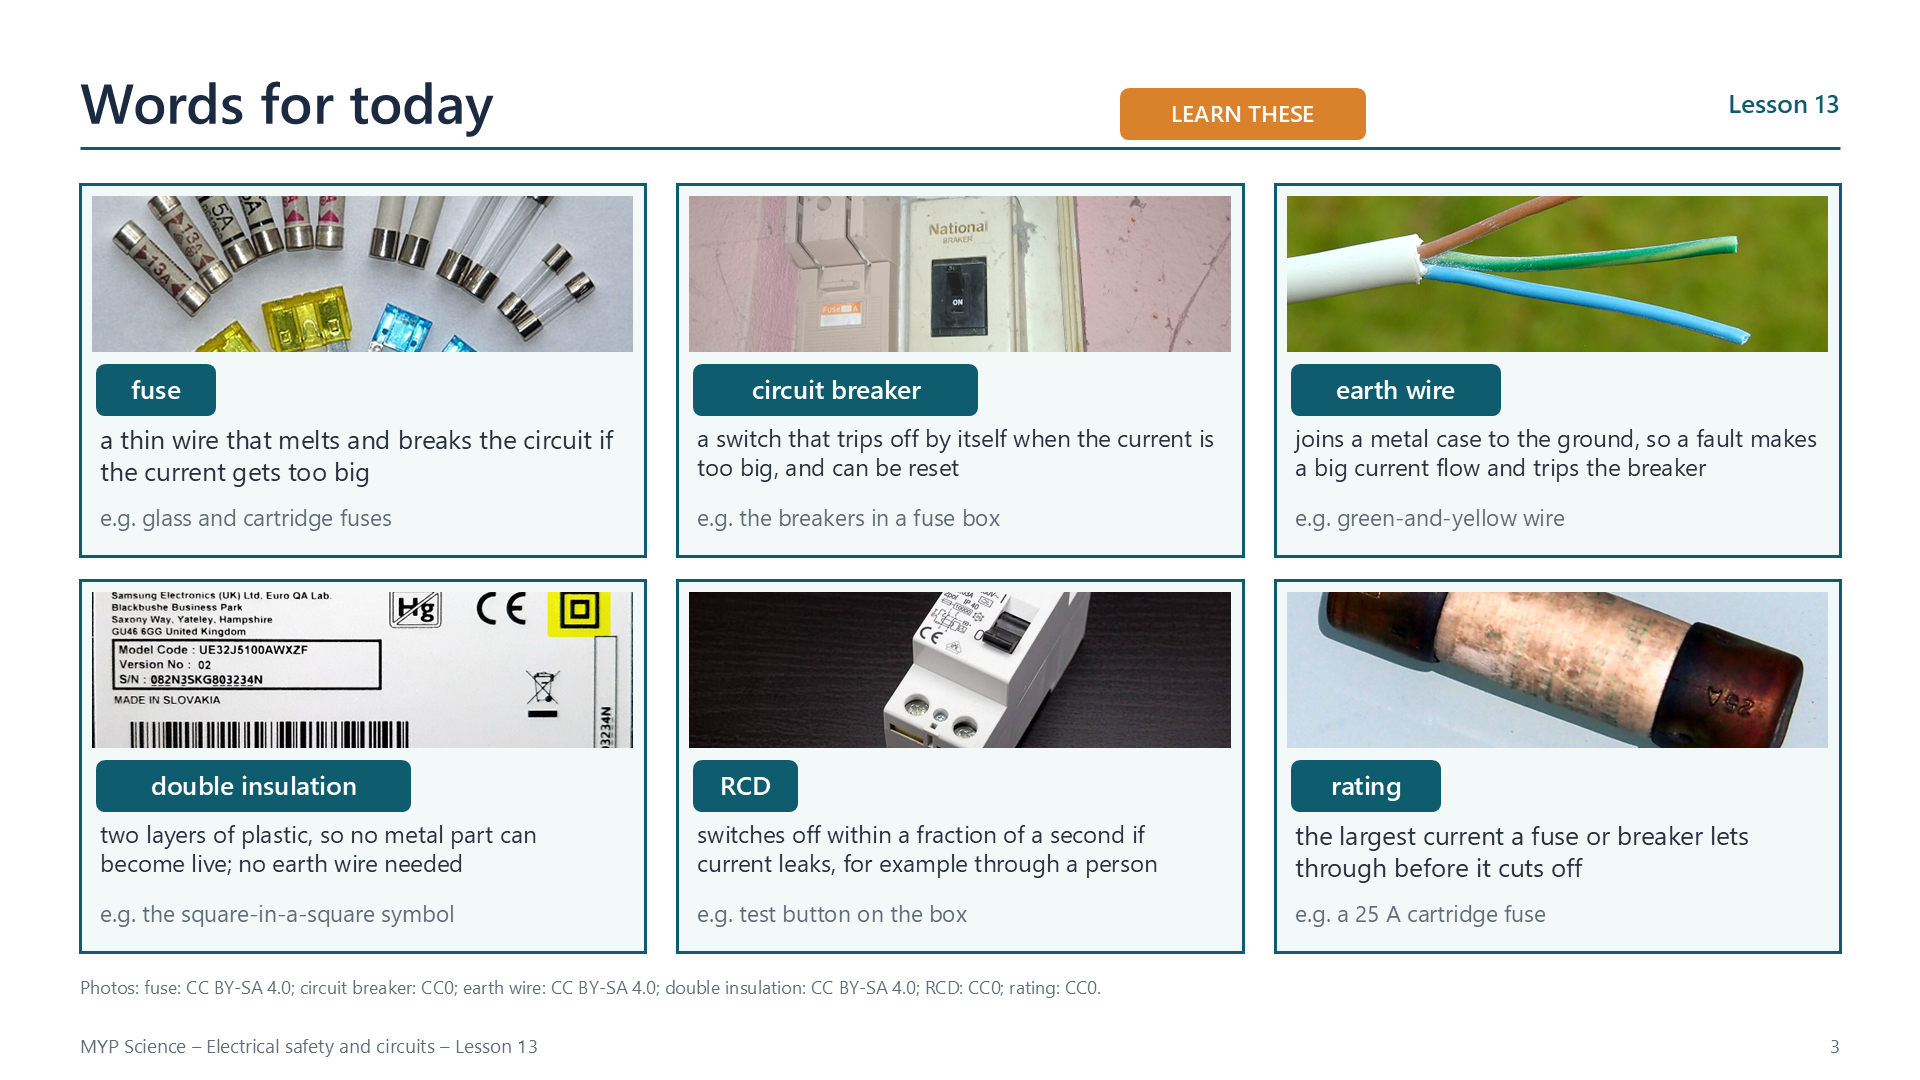 Words for today
LEARN THESE
Lesson 13
13A
13A
5A
fuse
a thin wire that melts and breaks the circuit if
the current gets too big
e.g. glass and cartridge fuses
National
BRAKER
ON
Fuse A
circuit breaker
a switch that trips off by itself when the current is
too big, and can be reset
e.g. the breakers in a fuse box
earth wire
joins a metal case to the ground, so a fault makes
a big current flow and trips the breaker
e.g. green-and-yellow wire
Samsung Electronics (UK) Ltd, Euro QA Lab.
Blackbushe Business Park
Saxony Way, Yateley, Hampshire
GU46 6GG United Kingdom
Hg
CE
Model Code : UE32J5100AWXZF
Version No : 02
S/N : 082N3SKG803234N
MADE IN SLOVAKIA
03234N
double insulation
two layers of plastic, so no metal part can
become live; no earth wire needed
e.g. the square-in-a-square symbol
IP 40
CE
RCD
switches off within a fraction of a second if
current leaks, for example through a person
e.g. test button on the box
25A
rating
the largest current a fuse or breaker lets
through before it cuts off
e.g. a 25 A cartridge fuse
Photos: fuse: CC BY-SA 4.0; circuit breaker: CC0; earth wire: CC BY-SA 4.0; double insulation: CC BY-SA 4.0; RCD: CC0; rating: CC0.
MYP Science – Electrical safety and circuits – Lesson 13
3